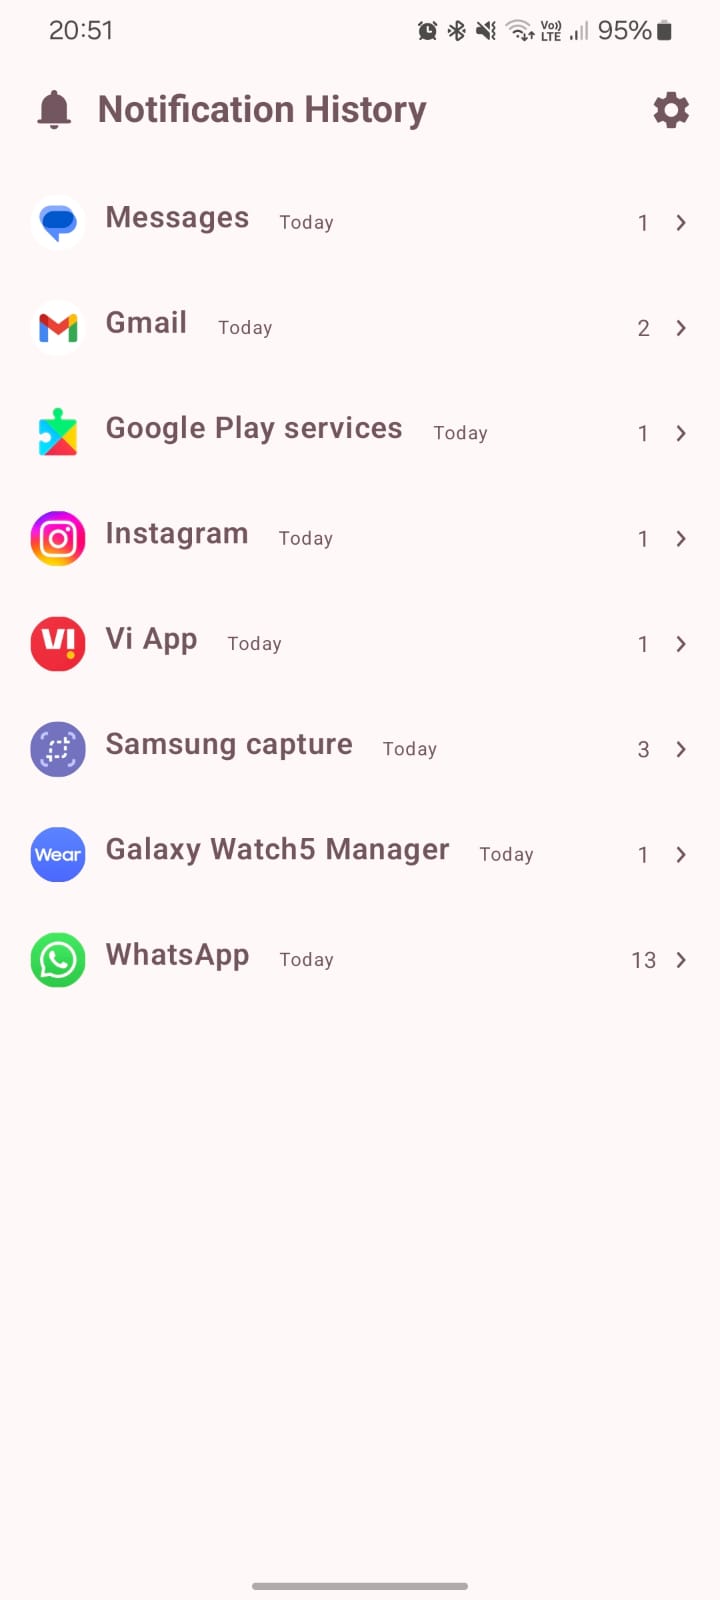 20:51 Vo)) LTE 95%
Notification History
Messages Today 1
Gmail Today 2
Google Play services Today 1
Instagram Today 1
VI Vi App Today 1
Samsung capture Today 3
Wear Galaxy Watch5 Manager Today 1
WhatsApp Today 13